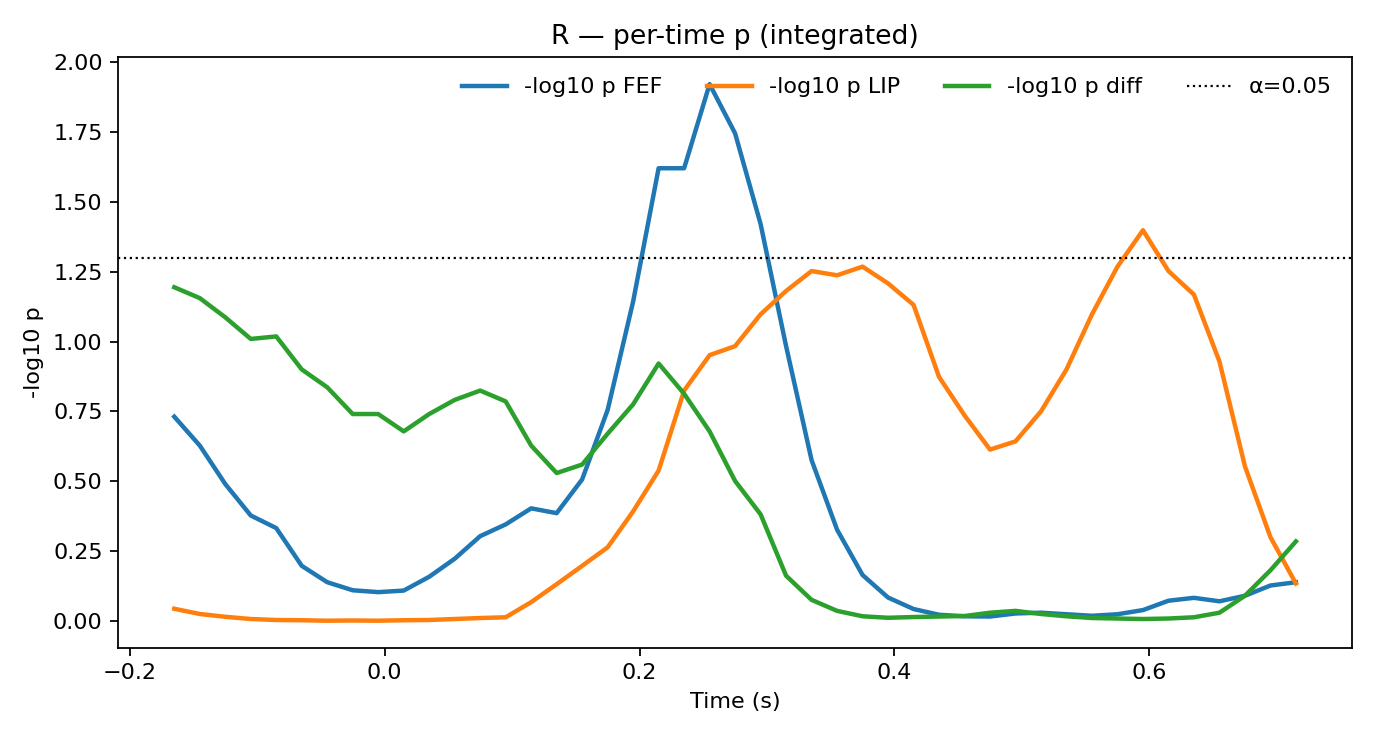 R — per-time p (integrated)
-log10 p FEF
-log10 p LIP
-log10 p diff
α=0.05
2.00
1.75
1.50
1.25
1.00
0.75
0.50
0.25
0.00
-log10 p
−0.2
0.0
0.2
0.4
0.6
Time (s)